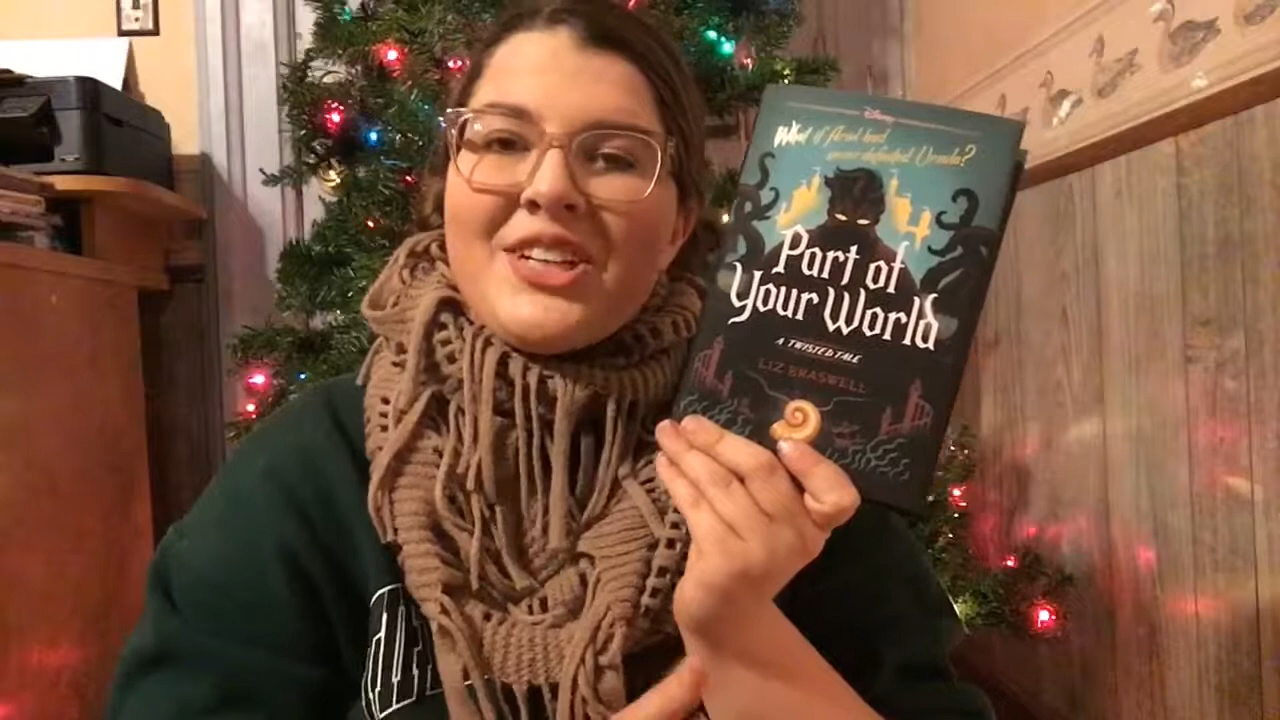 Disney
What if Ariel had
never defeated Ursula?
Part of
Your World
A TWISTED TALE
LIZ BRASWELL